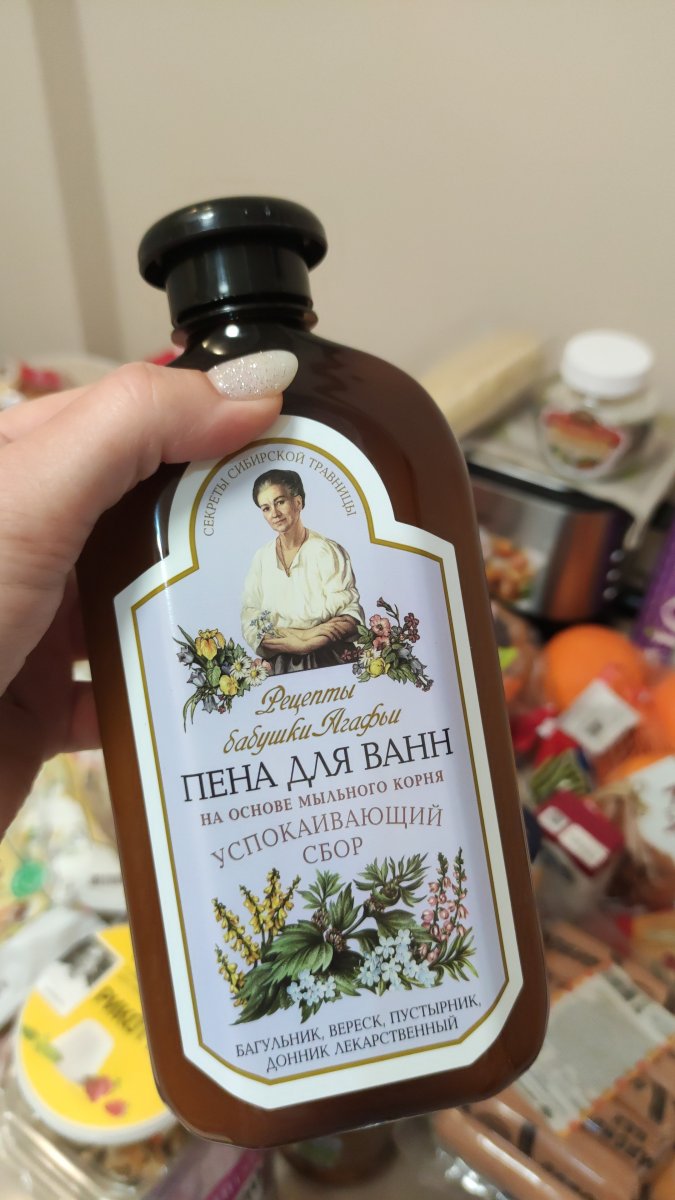 СЕКРЕТЫ СИБИРСКОЙ ТРАВНИЦЫ
Рецепты
бабушки Агафьи
ПЕНА ДЛЯ ВАНН
НА ОСНОВЕ МЫЛЬНОГО КОРНЯ
УСПОКАИВАЮЩИЙ
СБОР
БАГУЛЬНИК, ВЕРЕСК, ПУСТЫРНИК,
ДОННИК ЛЕКАРСТВЕННЫЙ